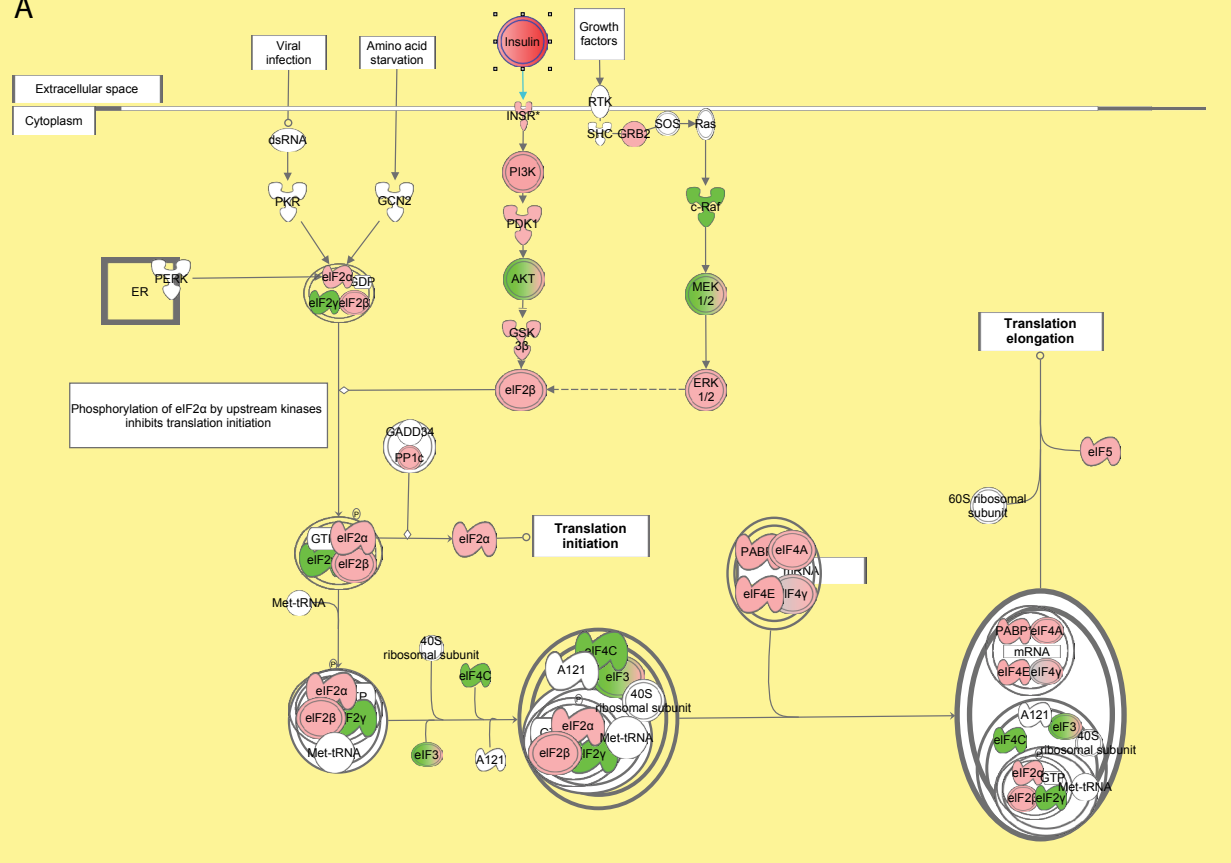 A
Viral
infection
Amino acid
starvation
Insulin
Growth
factors
Extracellular space
Cytoplasm
dsRNA
PKR
GCN2
INSR*
RTK
SHC
GRB2
SOS
Ras
PI3K
PDK1
c-Raf
AKT
MEK
1/2
GSK
3β
eIF2β
ERK
1/2
ER
PERK
eIF2α
GDP
eIF2γ
eIF2β
Phosphorylation of eIF2α by upstream kinases
inhibits translation initiation
GADD34
PP1c
Translation
elongation
eIF5
60S ribosomal
subunit
P
eIF2α
eIF2β
eIF2α
Translation
initiation
Met-tRNA
PABP
eIF4A
mRNA
eIF4E
P
eIF2α
eIF2β
Met-tRNA
40S
ribosomal subunit
eIF4C
eIF3
A121
eIF4C
A121
eIF3
40S
ribosomal subunit
P
eIF2α
Met-tRNA
eIF2β
PABP
eIF4A
mRNA
eIF4E
eIF4γ
A121
eIF3
eIF4C
40S
ribosomal subunit
eIF2α
GTP
Met-tRNA
eIF2γ